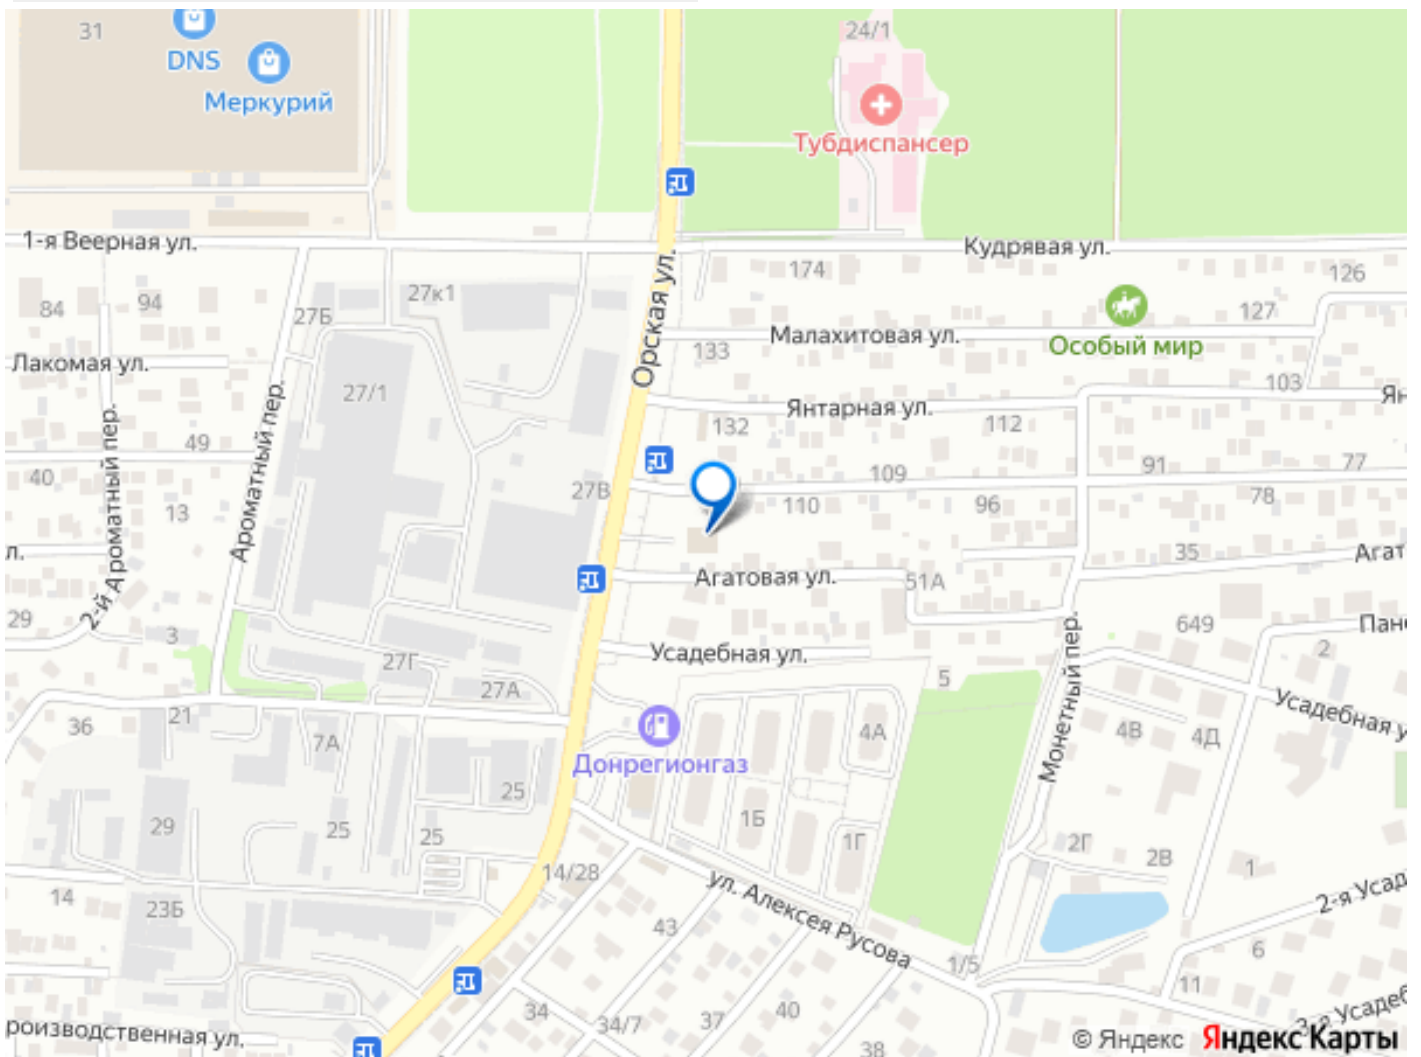 31
DNS
Меркурий
24/1
Тубдиспансер
1-я Веерная ул.
Кудрявая ул.
Орская ул.
174
126
84
94
27Б
27к1
127
Малахитовая ул.
133
Особый мир
Лакомая ул.
27/1
103
Ян
Янтарная ул.
132
112
Ароматный пер.
2-й Ароматный пер.
49
40
109
91
77
27В
110
96
78
13
л.
35
Агат
Агатовая ул.
51А
29
3
649
Пане
2
Монетный пер.
Усадебная ул.
27Г
27А
5
Усадебная у
36
21
7А
4А
4В
4Д
Донрегионгаз
25
29
25
25
1Б
1Г
2Г
2В
1
14/28
14
23Б
ул. Алексея Русова
2-я Усад
43
6
1/5
11
34
34/7
37
40
38
роизводственная ул.
3-я Усадеб
© Яндекс Яндекс Карты